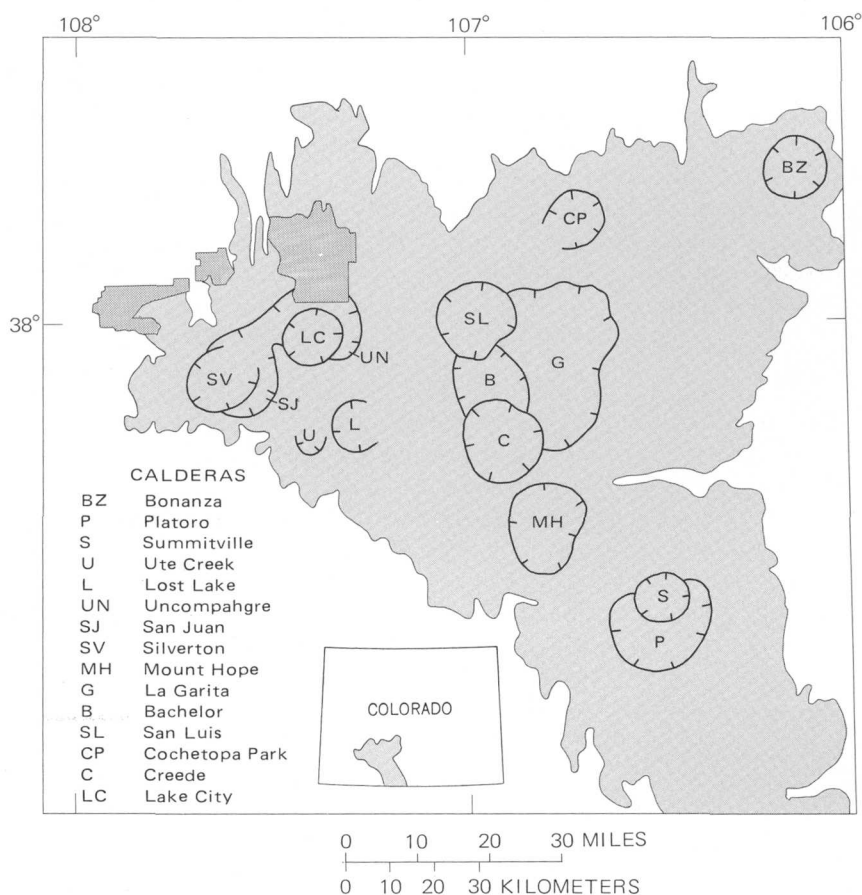 108°
107°
106°
BZ
CP
38°
SL
LC
UN
G
SV
B
SJ
L
U
C
MH
S
P
CALDERAS
BZ Bonanza
P Platoro
S Summitville
U Ute Creek
L Lost Lake
UN Uncompahgre
SJ San Juan
SV Silverton
MH Mount Hope
G La Garita
B Bachelor
SL San Luis
CP Cochetopa Park
C Creede
LC Lake City
COLORADO
0 10 20 30 MILES
0 10 20 30 KILOMETERS